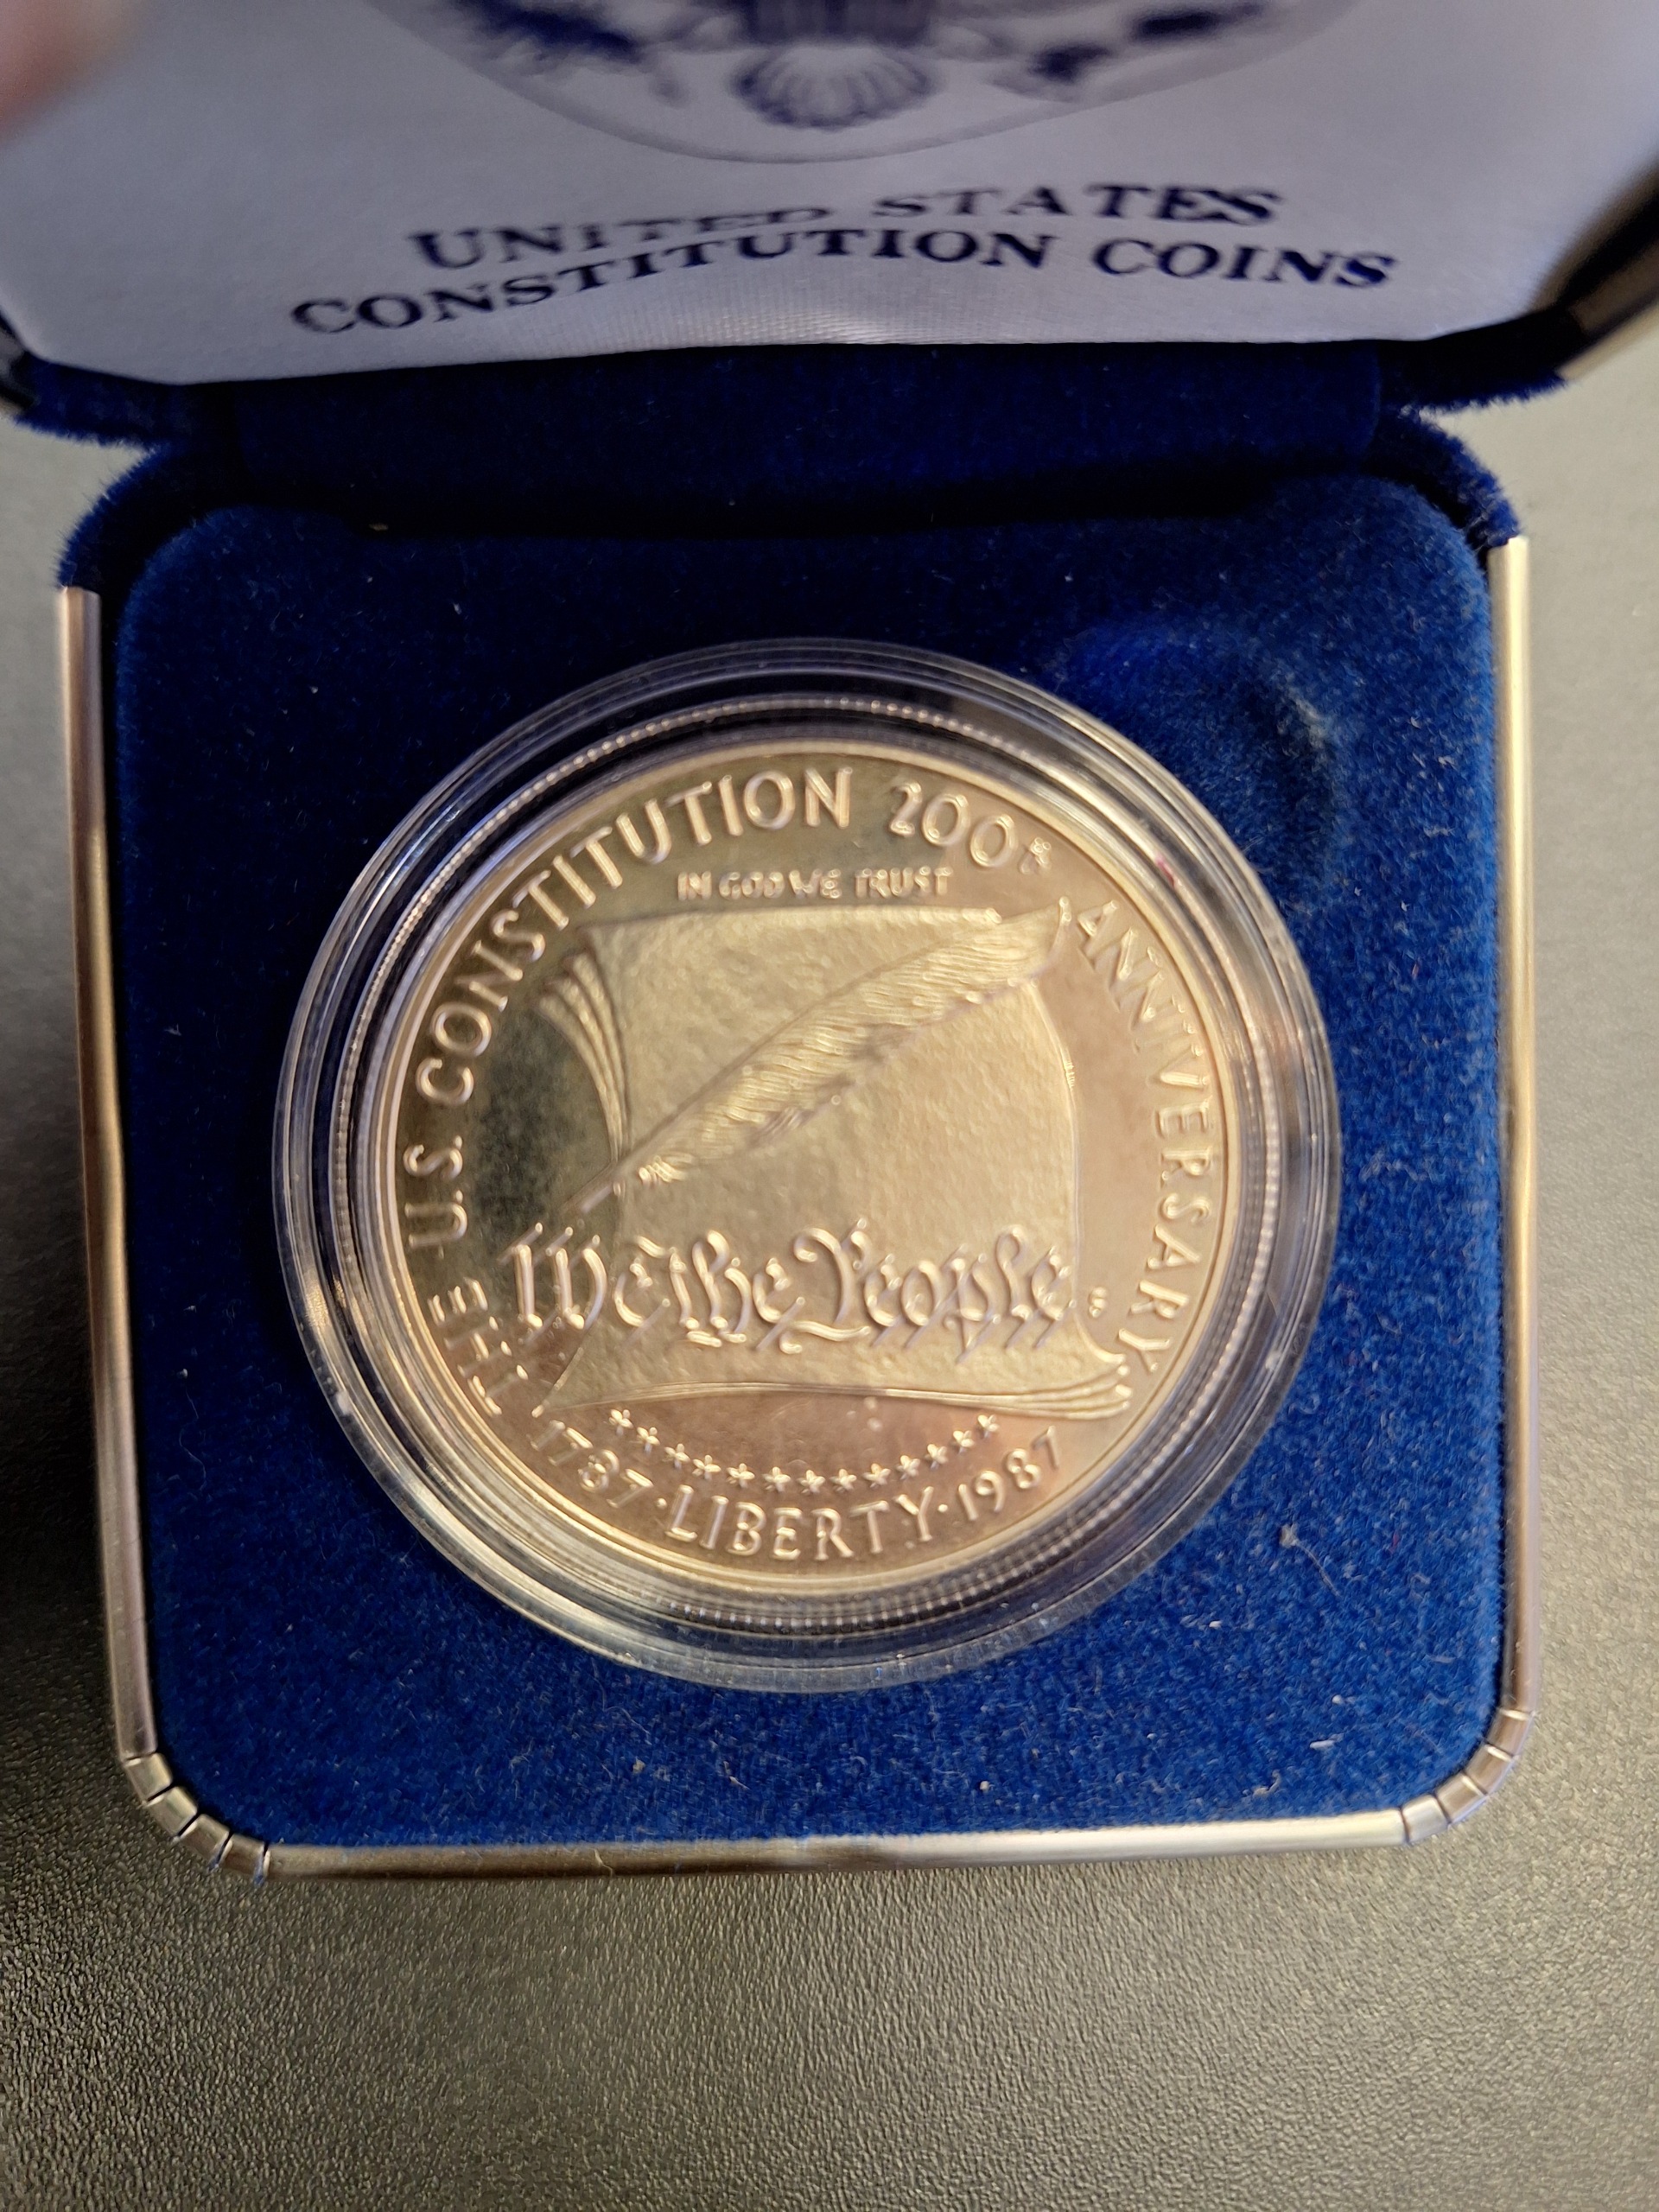 UNITED STATES
CONSTITUTION COINS
THE U.S. CONSTITUTION 200TH ANNIVERSARY
IN GOD WE TRUST
We the People
S
1787 · LIBERTY · 1987